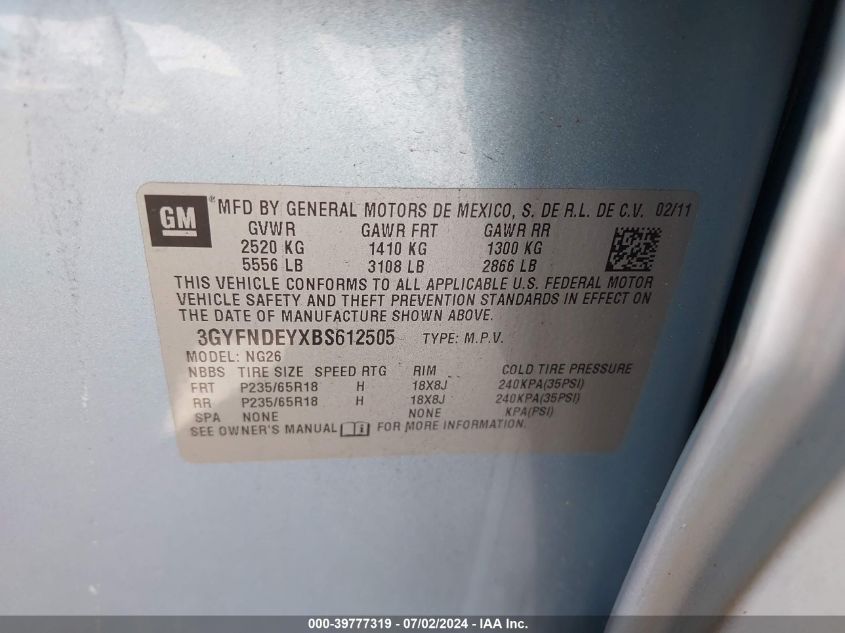 GM ® MFD BY GENERAL MOTORS DE MEXICO, S. DE R.L. DE C.V. 02/11
GVWR GAWR FRT GAWR RR
2520 KG 1410 KG 1300 KG
5556 LB 3108 LB 2866 LB
THIS VEHICLE CONFORMS TO ALL APPLICABLE U.S. FEDERAL MOTOR
VEHICLE SAFETY AND THEFT PREVENTION STANDARDS IN EFFECT ON
THE DATE OF MANUFACTURE SHOWN ABOVE.
3GYFNDEYXBS612505 TYPE: M.P.V.
MODEL: NG26
NBBS TIRE SIZE SPEED RTG RIM COLD TIRE PRESSURE
FRT P235/65R18 H 18X8J 240KPA(35PSI)
RR P235/65R18 H 18X8J 240KPA(35PSI)
SPA NONE NONE KPA(PSI)
SEE OWNER'S MANUAL FOR MORE INFORMATION.
000-39777319 / 07/02/2024 - IAA Inc.